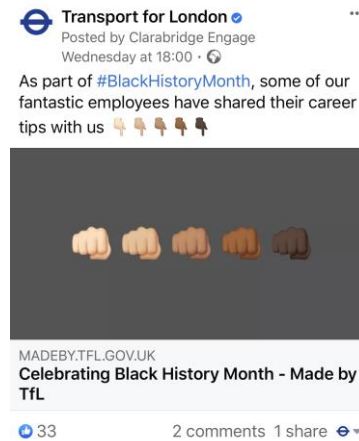 Transport for London
Posted by Clarabridge Engage
Wednesday at 18:00 ·
As part of #BlackHistoryMonth, some of our
fantastic employees have shared their career
tips with us 👇🏻👇🏼👇🏽👇🏾👇🏿
MADEBY.TFL.GOV.UK
Celebrating Black History Month - Made by
TfL
33 2 comments 1 share